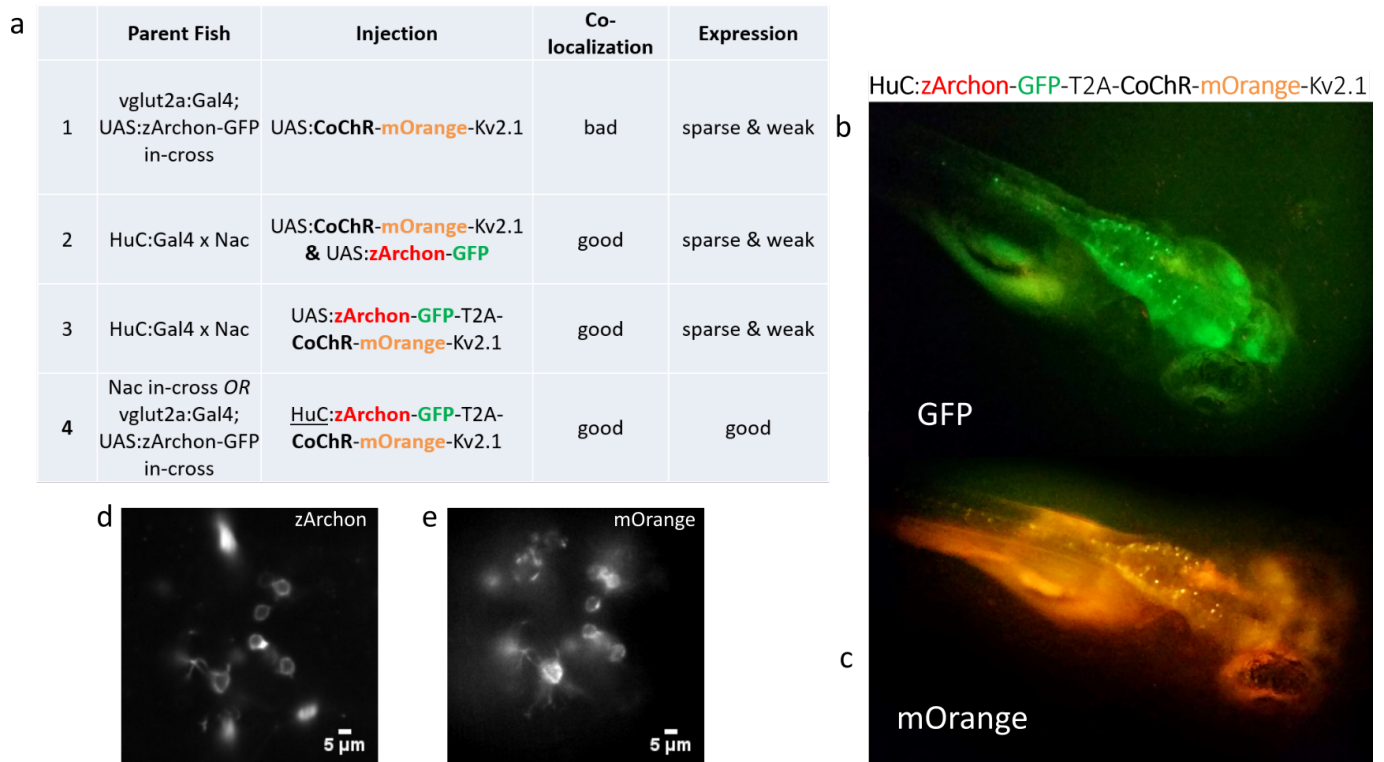 a
Parent Fish
Injection
Co-
localization
Expression
1
vglut2a:Gal4;
UAS:zArchon-GFP
in-cross
UAS:CoChR-mOrange-Kv2.1
bad
sparse & weak
2
HuC:Gal4 x Nac
UAS:CoChR-mOrange-Kv2.1
& UAS:zArchon-GFP
good
sparse & weak
3
HuC:Gal4 x Nac
UAS:zArchon-GFP-T2A-
CoChR-mOrange-Kv2.1
good
sparse & weak
4
Nac in-cross OR
vglut2a:Gal4;
UAS:zArchon-GFP
in-cross
HuC:zArchon-GFP-T2A-
CoChR-mOrange-Kv2.1
good
good
HuC:zArchon-GFP-T2A-CoChR-mOrange-Kv2.1
b
GFP
c
mOrange
d
zArchon
5 µm
e
mOrange
5 µm